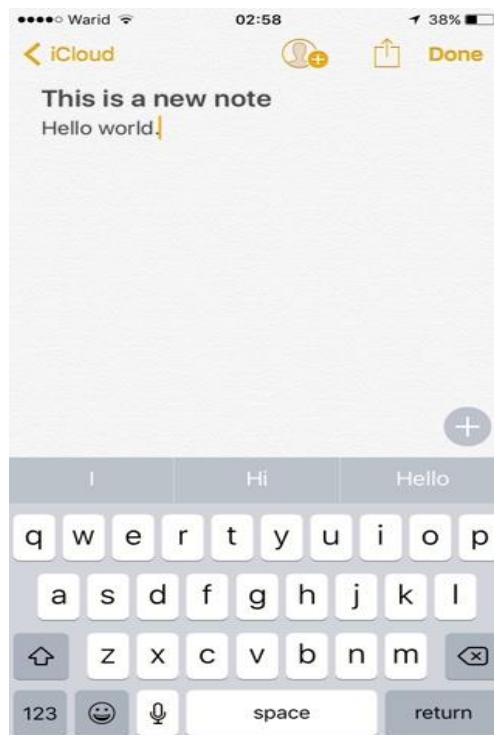 Warid 02:58 38%
iCloud Done
This is a new note
Hello world.
I Hi Hello
q w e r t y u i o p
a s d f g h j k l
z x c v b n m
123 space return